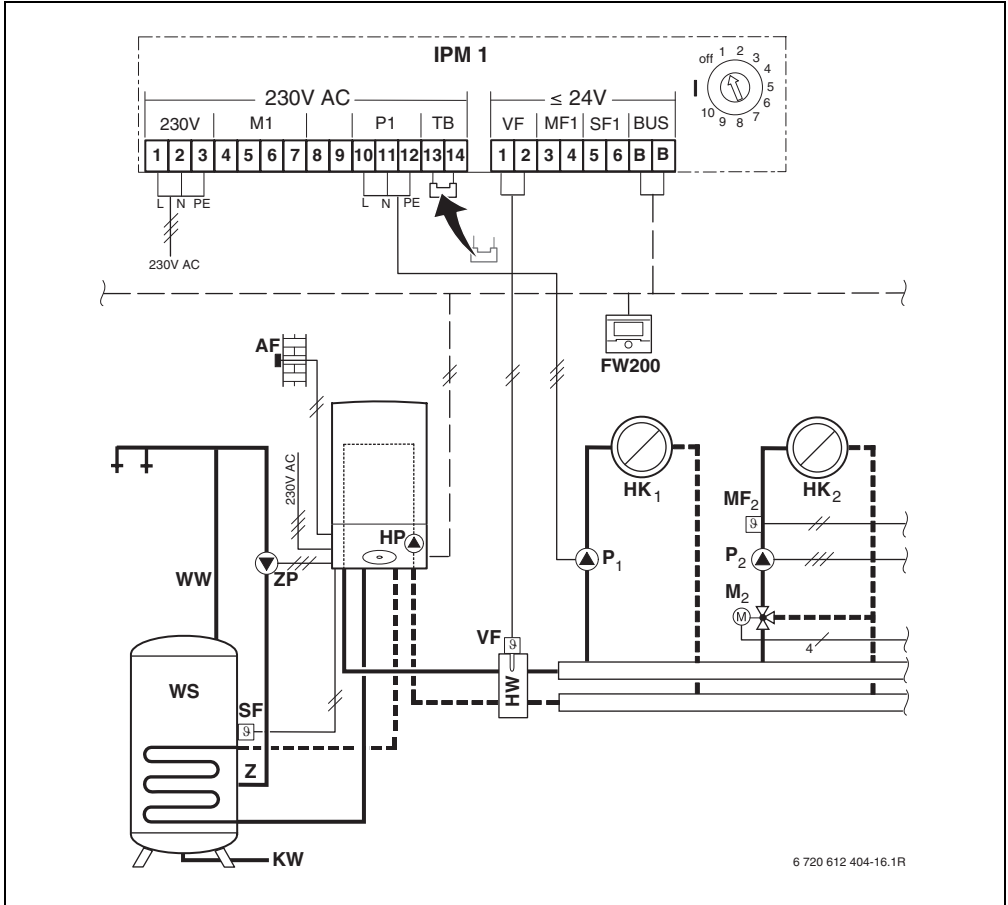 IPM 1
off 1 2 3 4 5 6 7 8 9 10
I
230V AC
≤ 24V
230V M1 P1 TB
VF MF1 SF1 BUS
1 2 3 4 5 6 7 8 9 10 11 12 13 14
1 2 3 4 5 6 B B
L N PE
L N PE
230V AC
FW200
AF
230V AC
HP
HK1
HK2
MF2
ϑ
P1
P2
ZP
WW
M2
M
4
VF
ϑ
HW
WS
SF
ϑ
Z
KW
6 720 612 404-16.1R